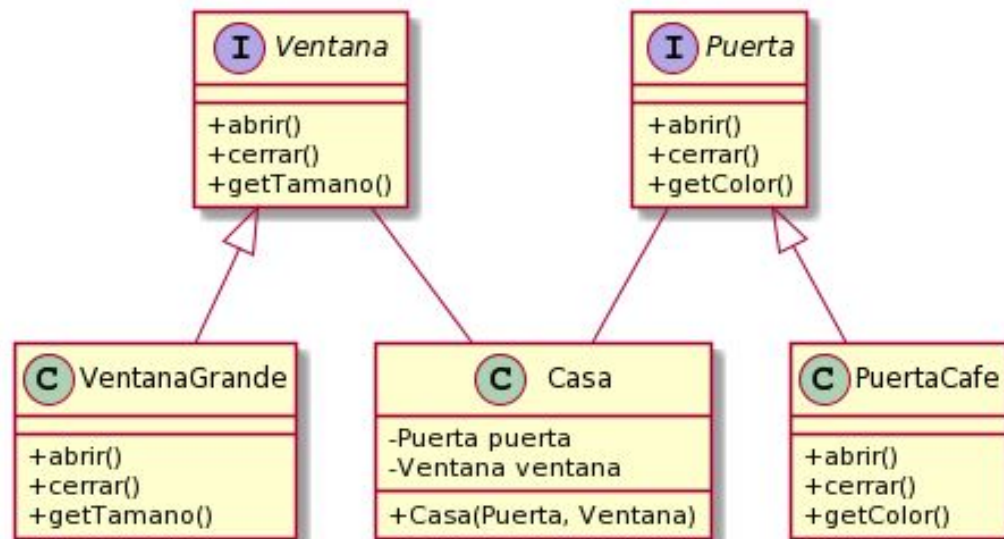 I Ventana
+abrir()
+cerrar()
+getTamano()
I Puerta
+abrir()
+cerrar()
+getColor()
C VentanaGrande
+abrir()
+cerrar()
+getTamano()
C Casa
-Puerta puerta
-Ventana ventana
+Casa(Puerta, Ventana)
C PuertaCafe
+abrir()
+cerrar()
+getColor()